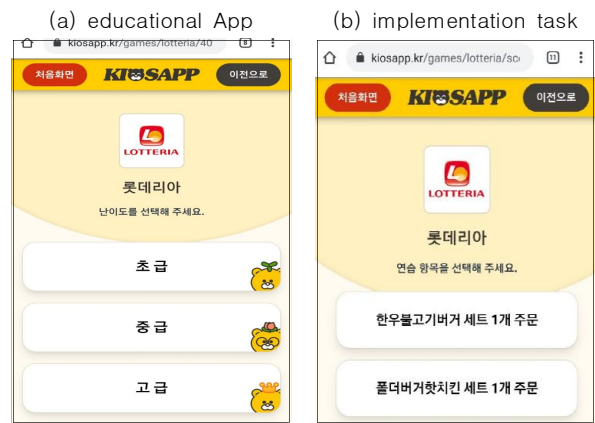 (a) educational App
(b) implementation task
kiosapp.kr/games/lotteria/40
8
처음화면
KIOSAPP
이전으로
LOTTERIA
롯데리아
난이도를 선택해 주세요.
초급
중급
고급
kiosapp.kr/games/lotteria/sc
11
처음화면
KIOSAPP
이전으로
LOTTERIA
롯데리아
연습 항목을 선택해 주세요.
한우불고기버거 세트 1개 주문
폴더버거핫치킨 세트 1개 주문